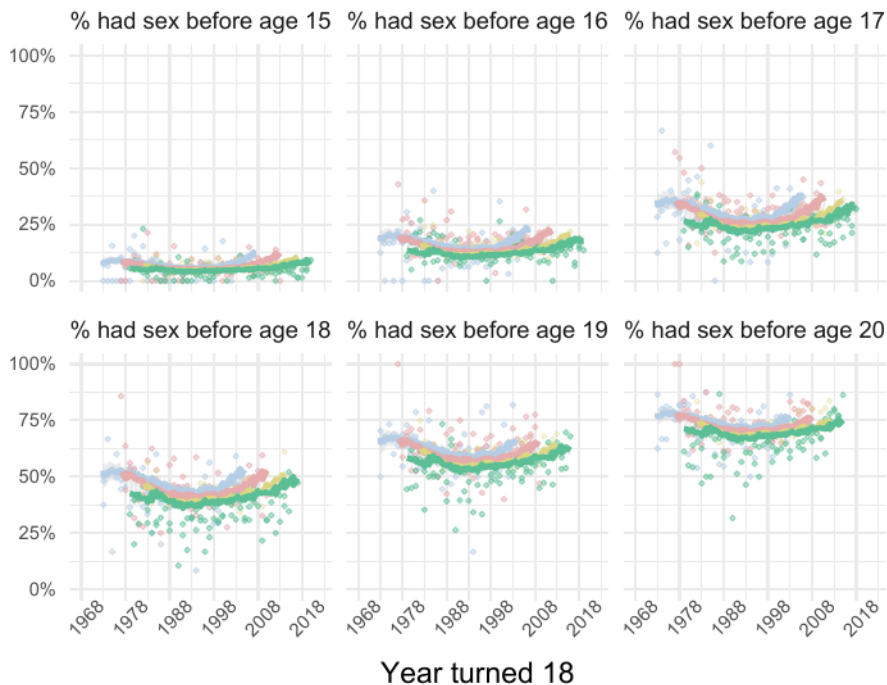 % had sex before age 15 % had sex before age 16 % had sex before age 17
100%
75%
50%
25%
0%
% had sex before age 18 % had sex before age 19 % had sex before age 20
100%
75%
50%
25%
0%
1968 1978 1988 1998 2008 2018 1968 1978 1988 1998 2008 2018 1968 1978 1988 1998 2008 2018
Year turned 18